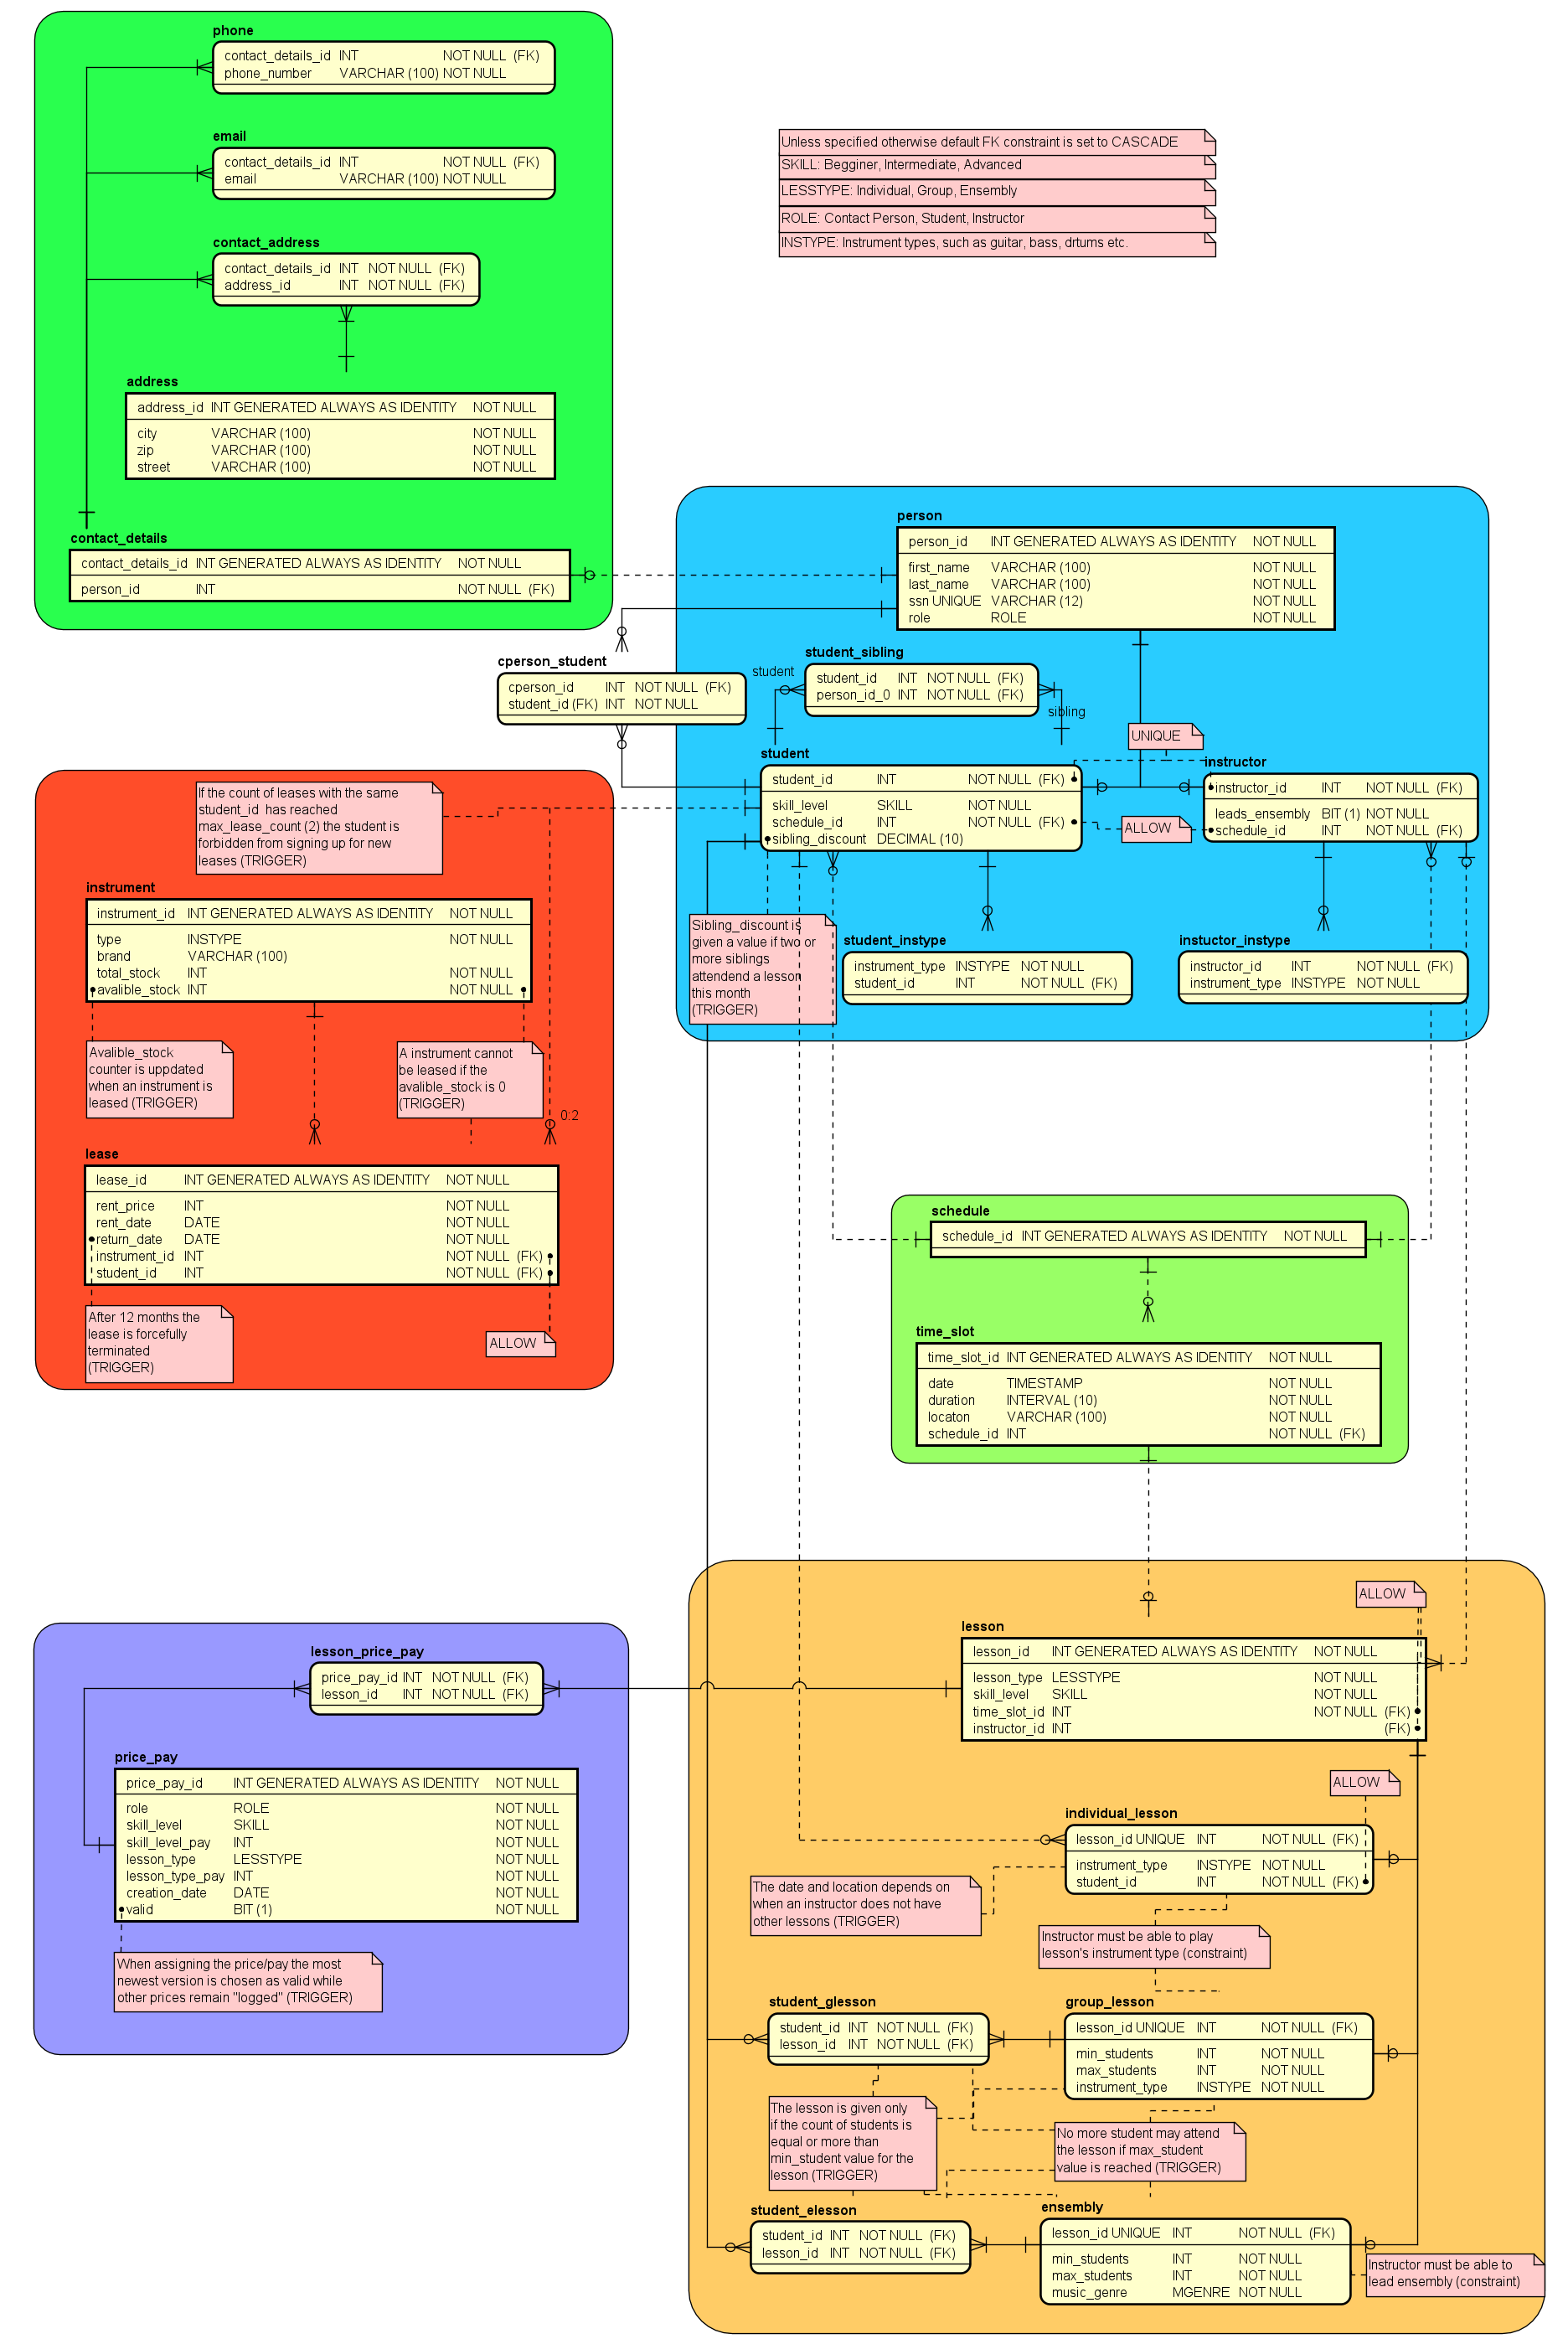 phone
contact_details_id INT NOT NULL (FK)
phone_number VARCHAR (100) NOT NULL
email
contact_details_id INT NOT NULL (FK)
email VARCHAR (100) NOT NULL
contact_address
contact_details_id INT NOT NULL (FK)
address_id INT NOT NULL (FK)
address
address_id INT GENERATED ALWAYS AS IDENTITY NOT NULL
city VARCHAR (100) NOT NULL
zip VARCHAR (100) NOT NULL
street VARCHAR (100) NOT NULL
contact_details
contact_details_id INT GENERATED ALWAYS AS IDENTITY NOT NULL
person_id INT NOT NULL (FK)
Unless specified otherwise default FK constraint is set to CASCADE
SKILL: Begginer, Intermediate, Advanced
LESSTYPE: Individual, Group, Ensembly
ROLE: Contact Person, Student, Instructor
INSTYPE: Instrument types, such as guitar, bass, drtums etc.
person
person_id INT GENERATED ALWAYS AS IDENTITY NOT NULL
first_name VARCHAR (100) NOT NULL
last_name VARCHAR (100) NOT NULL
ssn UNIQUE VARCHAR (12) NOT NULL
role ROLE NOT NULL
cperson_student
cperson_id INT NOT NULL (FK)
student_id (FK) INT NOT NULL
student_sibling
student
student_id INT NOT NULL (FK)
person_id_0 INT NOT NULL (FK)
sibling
UNIQUE
student
student_id INT NOT NULL (FK)
skill_level SKILL NOT NULL
schedule_id INT NOT NULL (FK)
sibling_discount DECIMAL (10)
ALLOW
instructor
instructor_id INT NOT NULL (FK)
leads_ensembly BIT (1) NOT NULL
schedule_id INT NOT NULL (FK)
Sibling_discount is
given a value if two or
more siblings
attendend a lesson
this month
(TRIGGER)
student_instype
instrument_type INSTYPE NOT NULL
student_id INT NOT NULL (FK)
instuctor_instype
instructor_id INT NOT NULL (FK)
instrument_type INSTYPE NOT NULL
If the count of leases with the same
student_id has reached
max_lease_count (2) the student is
forbidden from signing up for new
leases (TRIGGER)
instrument
instrument_id INT GENERATED ALWAYS AS IDENTITY NOT NULL
type INSTYPE NOT NULL
brand VARCHAR (100)
total_stock INT NOT NULL
avalible_stock INT NOT NULL
Avalible_stock
counter is uppdated
when an instrument is
leased (TRIGGER)
A instrument cannot
be leased if the
avalible_stock is 0
(TRIGGER)
0:2
lease
lease_id INT GENERATED ALWAYS AS IDENTITY NOT NULL
rent_price INT NOT NULL
rent_date DATE NOT NULL
return_date DATE NOT NULL
instrument_id INT NOT NULL (FK)
student_id INT NOT NULL (FK)
After 12 months the
lease is forcefully
terminated
(TRIGGER)
ALLOW
schedule
schedule_id INT GENERATED ALWAYS AS IDENTITY NOT NULL
time_slot
time_slot_id INT GENERATED ALWAYS AS IDENTITY NOT NULL
date TIMESTAMP NOT NULL
duration INTERVAL (10) NOT NULL
locaton VARCHAR (100) NOT NULL
schedule_id INT NOT NULL (FK)
lesson_price_pay
price_pay_id INT NOT NULL (FK)
lesson_id INT NOT NULL (FK)
price_pay
price_pay_id INT GENERATED ALWAYS AS IDENTITY NOT NULL
role ROLE NOT NULL
skill_level SKILL NOT NULL
skill_level_pay INT NOT NULL
lesson_type LESSTYPE NOT NULL
lesson_type_pay INT NOT NULL
creation_date DATE NOT NULL
valid BIT (1) NOT NULL
When assigning the price/pay the most
newest version is chosen as valid while
other prices remain "logged" (TRIGGER)
ALLOW
lesson
lesson_id INT GENERATED ALWAYS AS IDENTITY NOT NULL
lesson_type LESSTYPE NOT NULL
skill_level SKILL NOT NULL
time_slot_id INT NOT NULL (FK)
instructor_id INT (FK)
ALLOW
individual_lesson
lesson_id UNIQUE INT NOT NULL (FK)
instrument_type INSTYPE NOT NULL
student_id INT NOT NULL (FK)
The date and location depends on
when an instructor does not have
other lessons (TRIGGER)
Instructor must be able to play
lesson's instrument type (constraint)
student_glesson
student_id INT NOT NULL (FK)
lesson_id INT NOT NULL (FK)
group_lesson
lesson_id UNIQUE INT NOT NULL (FK)
min_students INT NOT NULL
max_students INT NOT NULL
instrument_type INSTYPE NOT NULL
The lesson is given only
if the count of students is
equal or more than
min_student value for the
lesson (TRIGGER)
No more student may attend
the lesson if max_student
value is reached (TRIGGER)
student_elesson
student_id INT NOT NULL (FK)
lesson_id INT NOT NULL (FK)
ensembly
lesson_id UNIQUE INT NOT NULL (FK)
min_students INT NOT NULL
max_students INT NOT NULL
music_genre MGENRE NOT NULL
Instructor must be able to
lead ensembly (constraint)